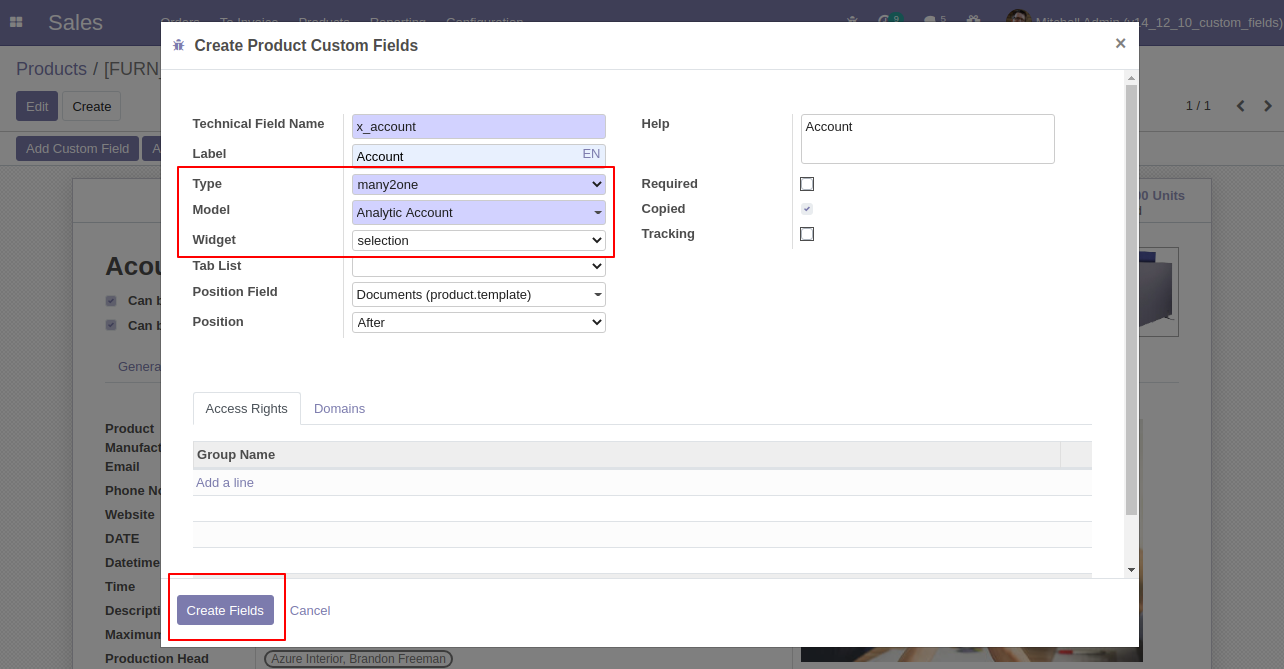 Sales
Orders To Invoice Products Reporting Configuration
9 5
Mitchell Admin (v14_12_10_custom_fields)
Products / [FURN_
Edit Create
1 / 1
Add Custom Field A
Create Product Custom Fields
×
Technical Field Name x_account
Label Account EN
Type many2one
Model Analytic Account
Widget selection
Tab List
Position Field Documents (product.template)
Position After
Help Account
Required
Copied
Tracking
Units
Acou
Can b
Can b
Genera
Access Rights Domains
Group Name
Add a line
Product
Manufact
Email
Phone No
Website
DATE
Datetime
Time
Descripti
Maximum
Production Head Azure Interior, Brandon Freeman
Create Fields Cancel